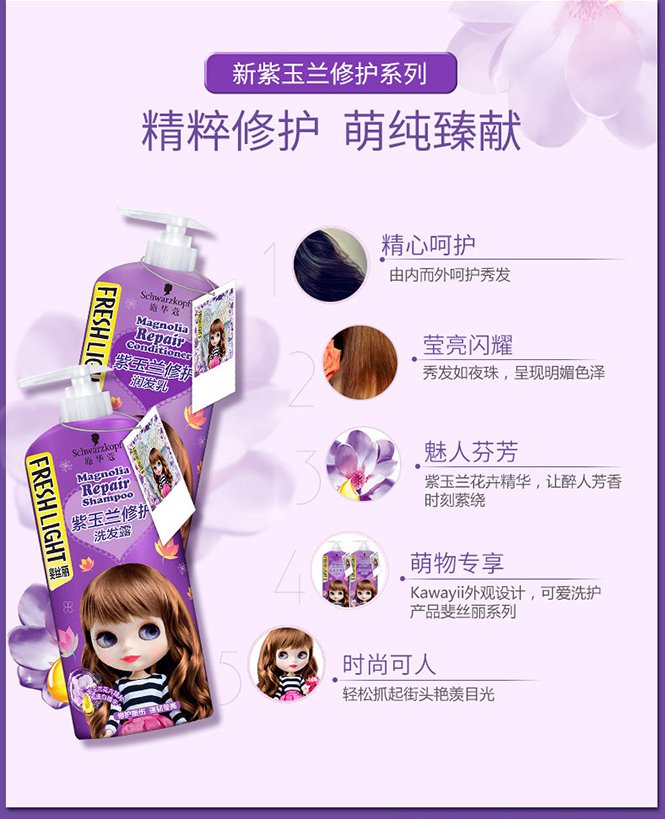 新紫玉兰修护系列
精粹修护 萌纯臻献
1
精心呵护
由内而外呵护秀发
2
莹亮闪耀
秀发如夜珠，呈现明媚色泽
3
魅人芬芳
紫玉兰花卉精华，让醉人芳香
时刻萦绕
4
萌物专享
Kawayii外观设计，可爱洗护
产品斐丝丽系列
5
时尚可人
轻松抓起街头艳羡目光
Schwarzkopf
施华蔻
FRESHLIGHT
Magnolia
Repair
Conditioner
紫玉兰修护
润发乳
Schwarzkopf
施华蔻
FRESHLIGHT
斐丝丽
Magnolia
Repair
Shampoo
紫玉兰修护
洗发露